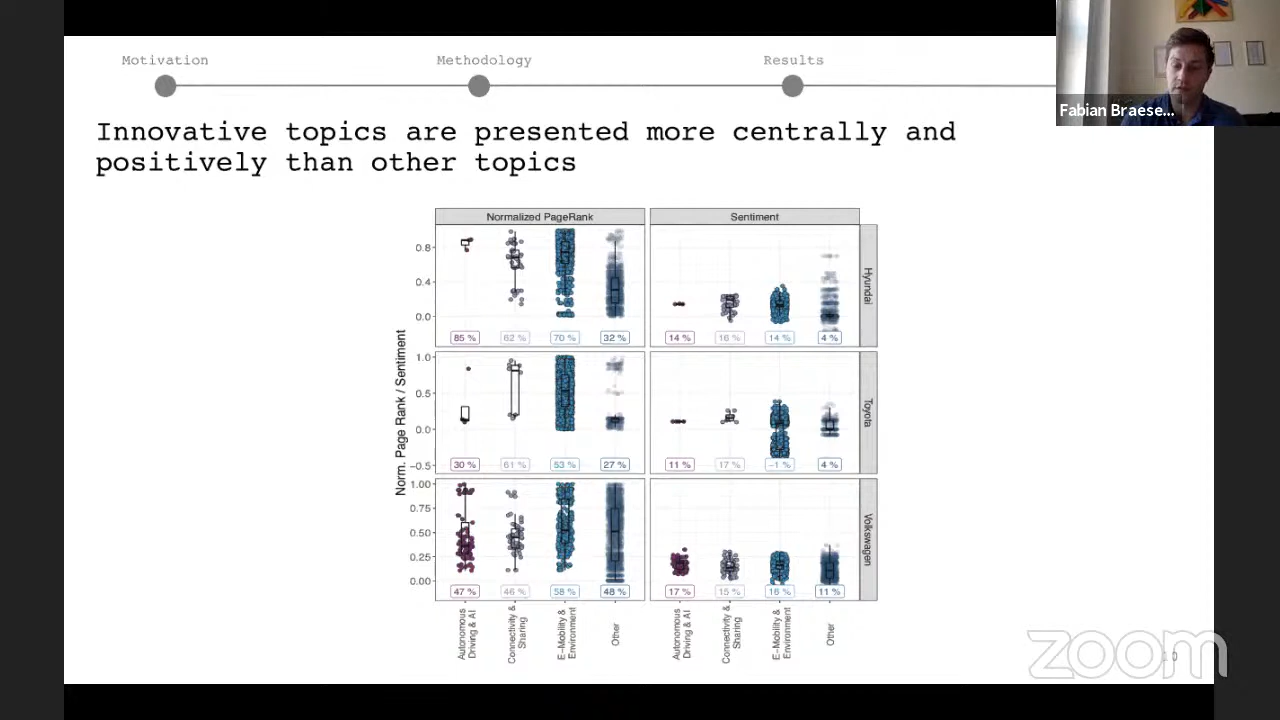 Motivation
Methodology
Results
Fabian Braese...
Innovative topics are presented more centrally and
positively than other topics
Normalized PageRank
Sentiment
Norm. Page Rank / Sentiment
0.8
0.4
0.0
85 %
62 %
70 %
32 %
14 %
16 %
14 %
4 %
Hyundai
1.0
0.5
0.0
−0.5
30 %
61 %
53 %
27 %
11 %
17 %
−1 %
4 %
Toyota
1.00
0.75
0.50
0.25
0.00
47 %
46 %
58 %
48 %
17 %
15 %
16 %
11 %
Volkswagen
Autonomous
Driving & AI
Connectivity &
Sharing
E−Mobility &
Environment
Other
Autonomous
Driving & AI
Connectivity &
Sharing
E−Mobility &
Environment
Other
zoom